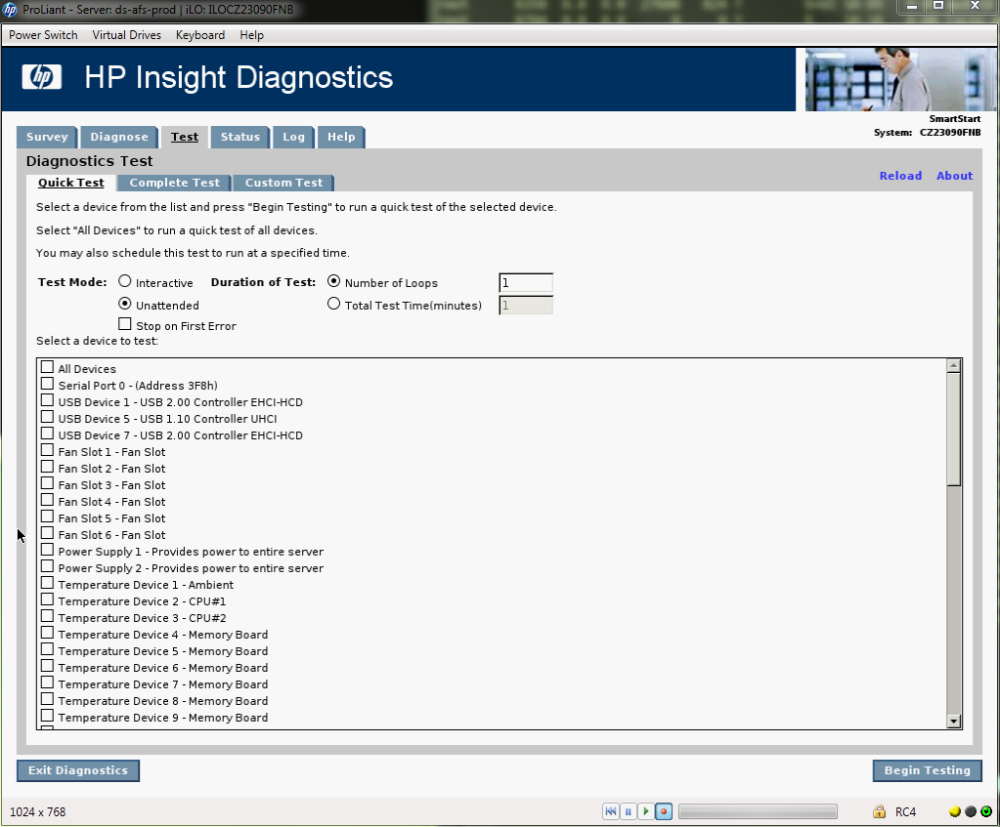 ProLiant - Server: ds-afs-prod | iLO: ILOCZ23090FNB
Power Switch Virtual Drives Keyboard Help
hp HP Insight Diagnostics
SmartStart
System: CZ23090FNB
Survey Diagnose Test Status Log Help
Diagnostics Test
Quick Test Complete Test Custom Test
Reload About
Select a device from the list and press "Begin Testing" to run a quick test of the selected device.
Select "All Devices" to run a quick test of all devices.
You may also schedule this test to run at a specified time.
Test Mode: Interactive Duration of Test: Number of Loops 1
Unattended Total Test Time(minutes) 1
Stop on First Error
Select a device to test:
All Devices
Serial Port 0 - (Address 3F8h)
USB Device 1 - USB 2.00 Controller EHCI-HCD
USB Device 5 - USB 1.10 Controller UHCI
USB Device 7 - USB 2.00 Controller EHCI-HCD
Fan Slot 1 - Fan Slot
Fan Slot 2 - Fan Slot
Fan Slot 3 - Fan Slot
Fan Slot 4 - Fan Slot
Fan Slot 5 - Fan Slot
Fan Slot 6 - Fan Slot
Power Supply 1 - Provides power to entire server
Power Supply 2 - Provides power to entire server
Temperature Device 1 - Ambient
Temperature Device 2 - CPU#1
Temperature Device 3 - CPU#2
Temperature Device 4 - Memory Board
Temperature Device 5 - Memory Board
Temperature Device 6 - Memory Board
Temperature Device 7 - Memory Board
Temperature Device 8 - Memory Board
Temperature Device 9 - Memory Board
Exit Diagnostics Begin Testing
1024 x 768 RC4